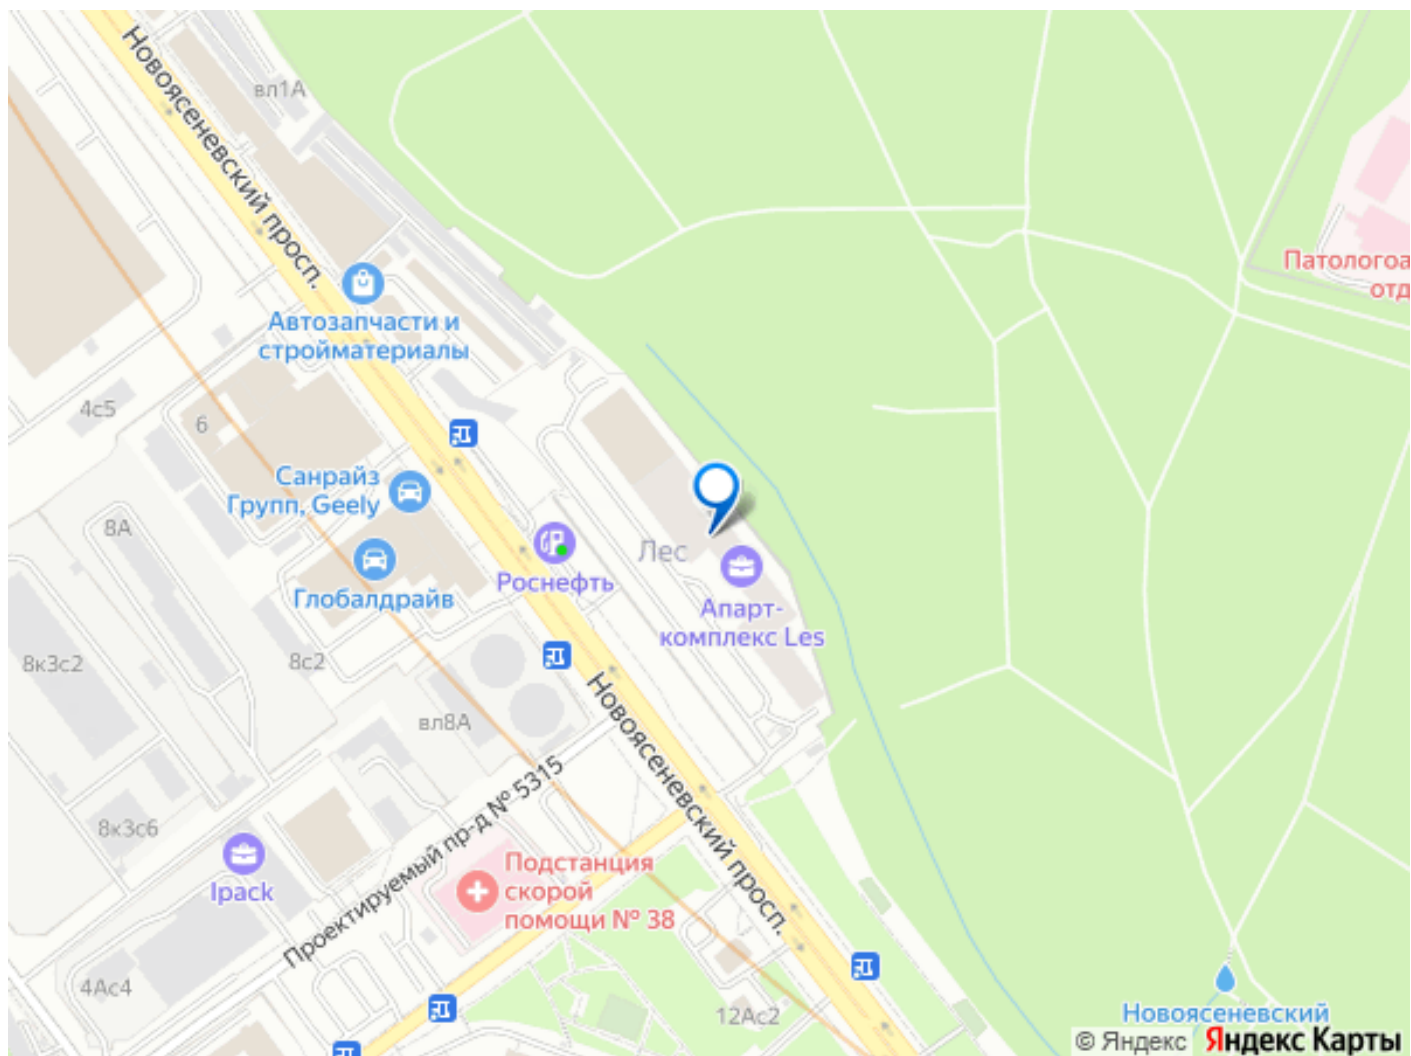 Новоясеневский просп.
вл1А
Патологоа
отд
Автозапчасти и
стройматериалы
4с5
6
Санрайз
Групп, Geely
8А
Лес
Роснефть
Глобалдрайв
Апарт-
комплекс Les
8к3с2
8с2
вл8А
Новоясеневский просп.
Проектируемый пр-д № 5315
8к3с6
Ipack
Подстанция
скорой
помощи № 38
4Ас4
12Ас2
Новоясеневский
© Яндекс Яндекс Карты